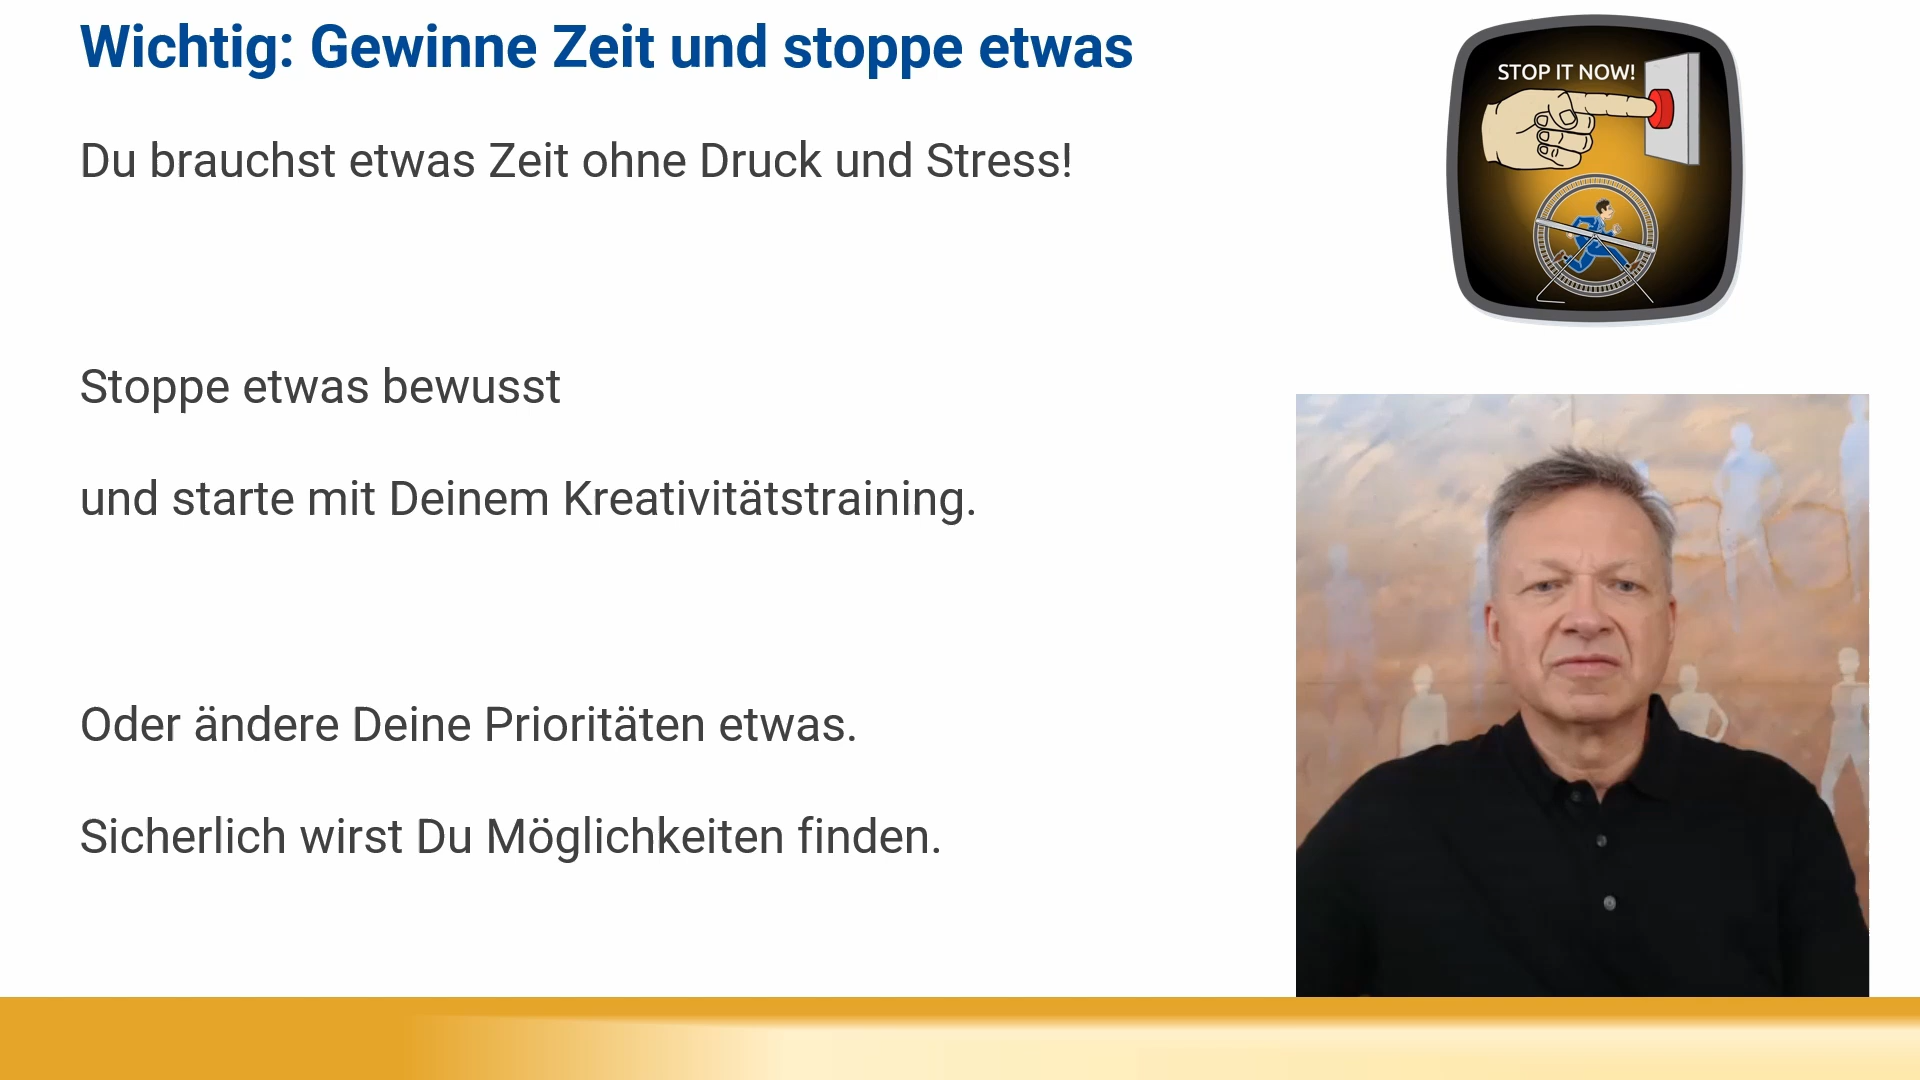 Wichtig: Gewinne Zeit und stoppe etwas
STOP IT NOW!
Du brauchst etwas Zeit ohne Druck und Stress!
Stoppe etwas bewusst
und starte mit Deinem Kreativitätstraining.
Oder ändere Deine Prioritäten etwas.
Sicherlich wirst Du Möglichkeiten finden.